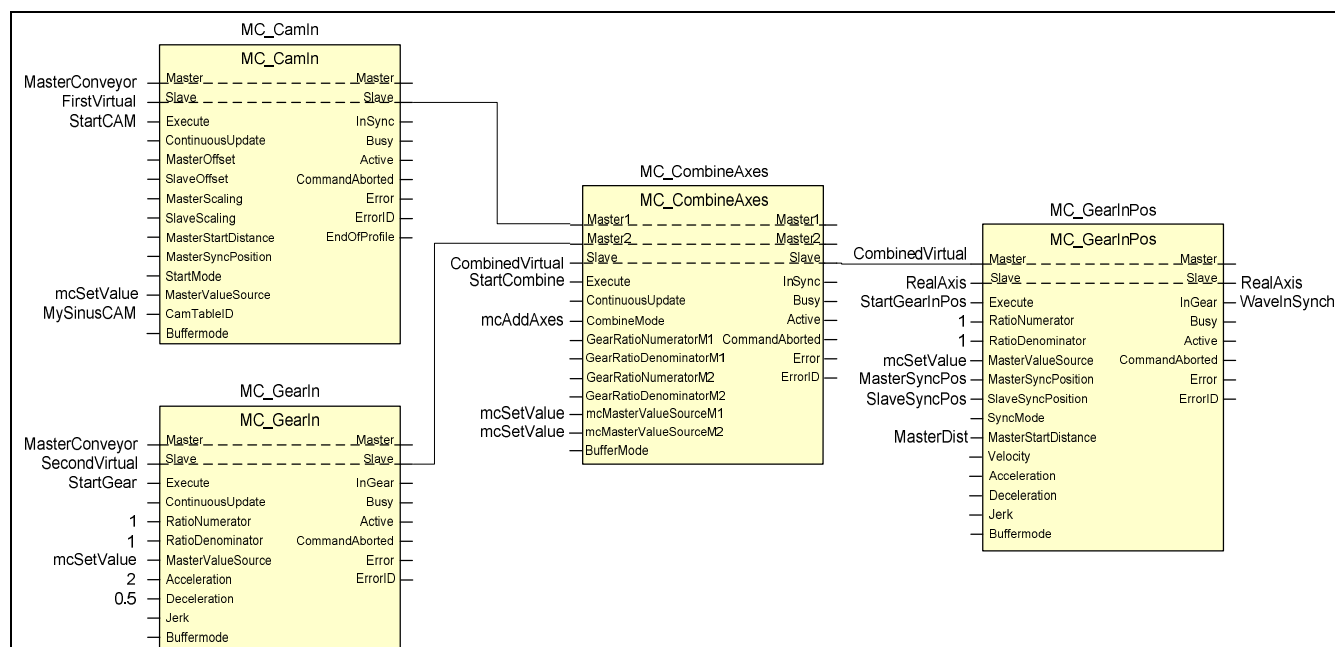 MC_CamIn
MC_CamIn
MasterConveyor Master Master
FirstVirtual Slave Slave
StartCAM Execute InSync
ContinuousUpdate Busy
MasterOffset Active
SlaveOffset CommandAborted
MasterScaling Error
SlaveScaling ErrorID
MasterStartDistance EndOfProfile
MasterSyncPosition
StartMode
mcSetValue MasterValueSource
MySinusCAM CamTableID
Buffermode
MC_GearIn
MC_GearIn
MasterConveyor Master Master
SecondVirtual Slave Slave
StartGear Execute InGear
ContinuousUpdate Busy
1 RatioNumerator Active
1 RatioDenominator CommandAborted
mcSetValue MasterValueSource Error
2 Acceleration ErrorID
0.5 Deceleration
Jerk
Buffermode
MC_CombineAxes
MC_CombineAxes
Master1 Master1
Master2 Master2
CombinedVirtual Slave Slave
StartCombine Execute InSync
ContinuousUpdate Busy
mcAddAxes CombineMode Active
GearRatioNumeratorM1 CommandAborted
GearRatioDenominatorM1 Error
GearRatioNumeratorM2 ErrorID
GearRatioDenominatorM2
mcSetValue mcMasterValueSourceM1
mcSetValue mcMasterValueSourceM2
BufferMode
MC_GearInPos
MC_GearInPos
CombinedVirtual Master Master
RealAxis Slave Slave RealAxis
StartGearInPos Execute InGear WaveInSynch
1 RatioNumerator Busy
1 RatioDenominator Active
mcSetValue MasterValueSource CommandAborted
MasterSyncPos MasterSyncPosition Error
SlaveSyncPos SlaveSyncPosition ErrorID
SyncMode
MasterDist MasterStartDistance
Velocity
Acceleration
Deceleration
Jerk
Buffermode